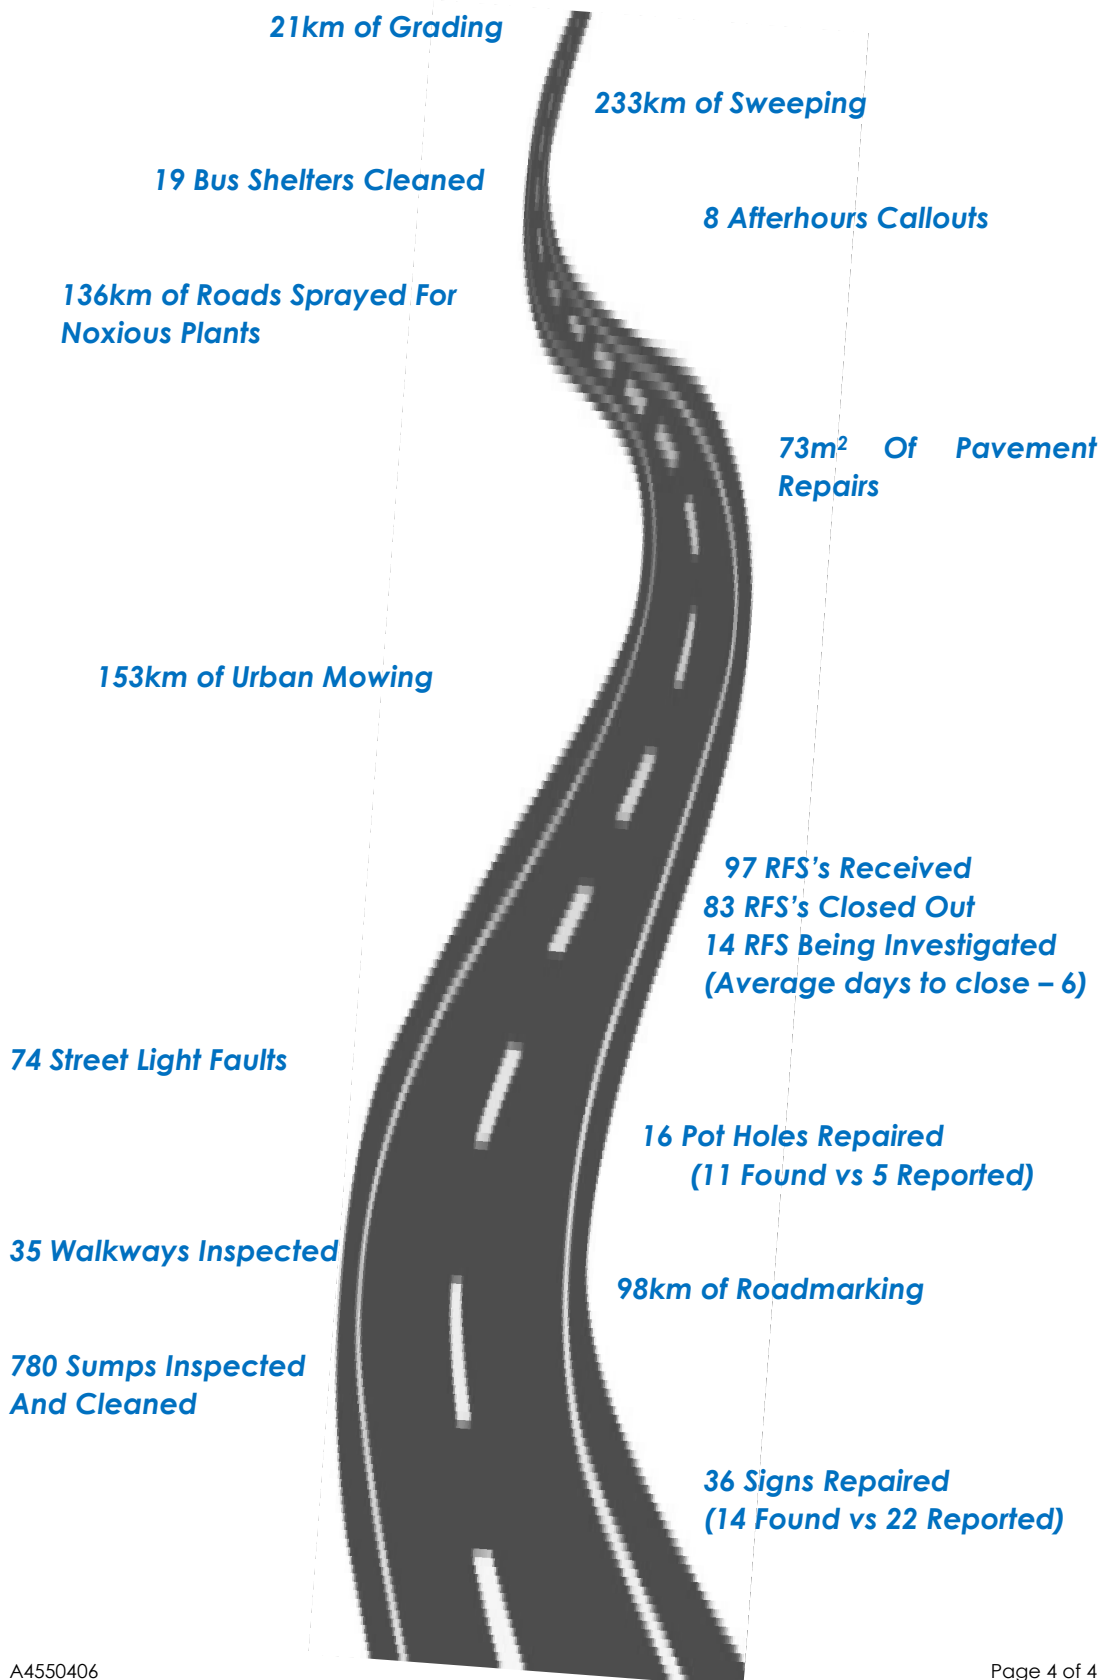 21km of Grading
233km of Sweeping
19 Bus Shelters Cleaned
8 Afterhours Callouts
136km of Roads Sprayed For
Noxious Plants
73m² Of Pavement
Repairs
153km of Urban Mowing
97 RFS’s Received
83 RFS’s Closed Out
14 RFS Being Investigated
(Average days to close – 6)
74 Street Light Faults
16 Pot Holes Repaired
(11 Found vs 5 Reported)
35 Walkways Inspected
98km of Roadmarking
780 Sumps Inspected
And Cleaned
36 Signs Repaired
(14 Found vs 22 Reported)
A4550406
Page 4 of 4